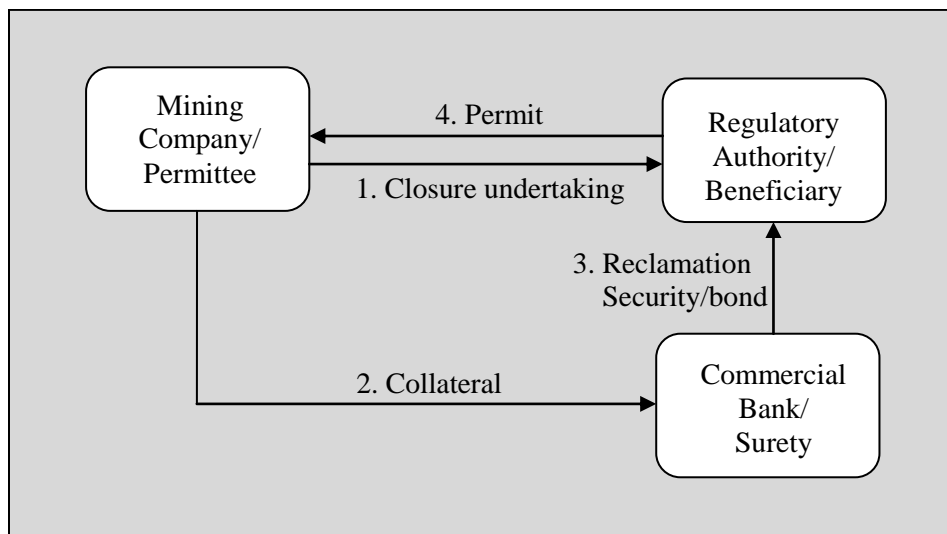 Mining
Company/
Permittee
4. Permit
1. Closure undertaking
Regulatory
Authority/
Beneficiary
3. Reclamation
Security/bond
2. Collateral
Commercial
Bank/
Surety